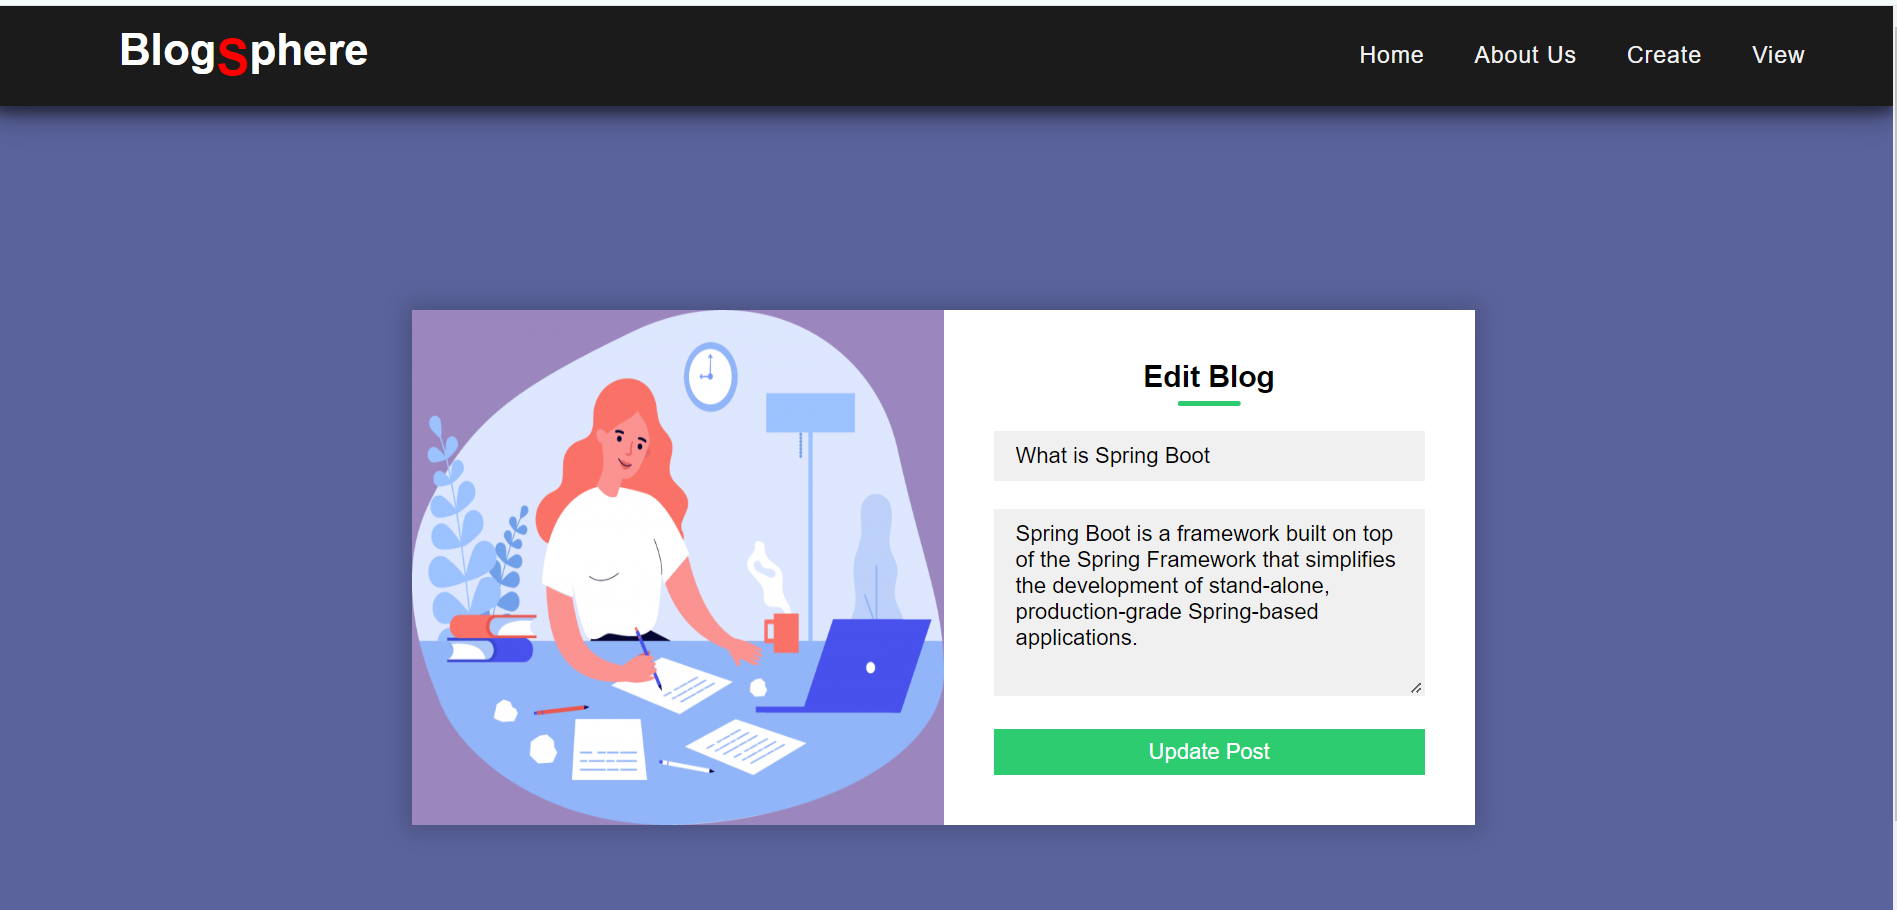 BlogSphere
Home About Us Create View
Edit Blog
What is Spring Boot
Spring Boot is a framework built on top
of the Spring Framework that simplifies
the development of stand-alone,
production-grade Spring-based
applications.
Update Post